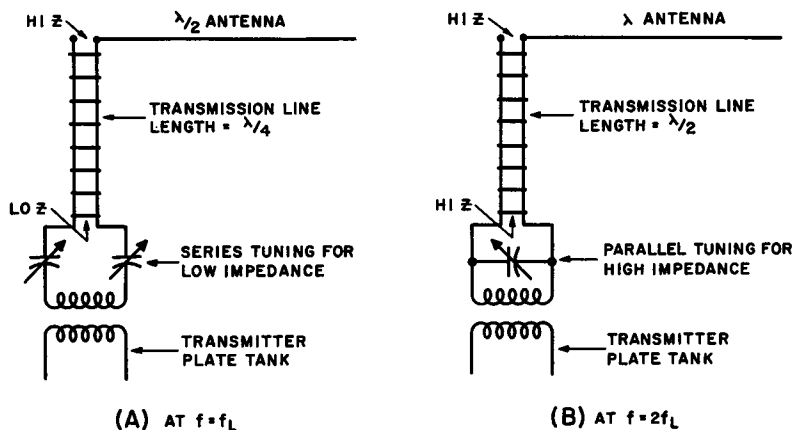 HI Z
λ/2 ANTENNA
TRANSMISSION LINE
LENGTH = λ/4
LO Z
SERIES TUNING FOR
LOW IMPEDANCE
TRANSMITTER
PLATE TANK
(A) AT f=fL
HI Z
λ ANTENNA
TRANSMISSION LINE
LENGTH = λ/2
HI Z
PARALLEL TUNING FOR
HIGH IMPEDANCE
TRANSMITTER
PLATE TANK
(B) AT f=2fL